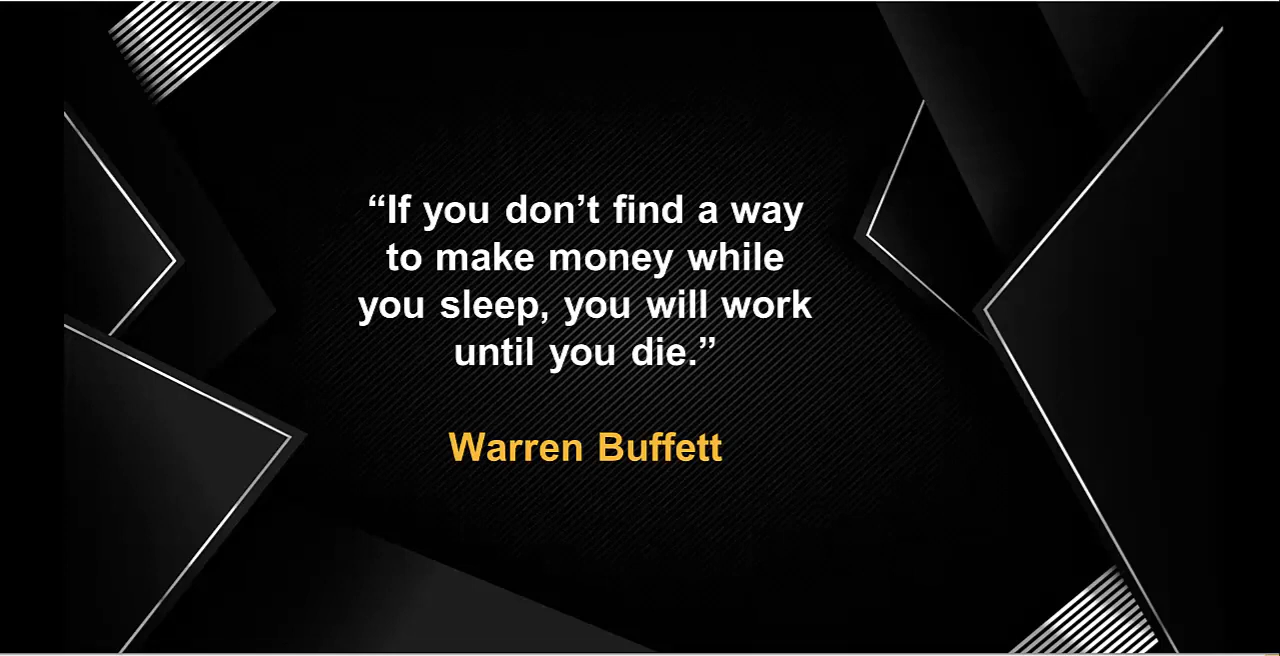 “If you don’t find a way
to make money while
you sleep, you will work
until you die.”
Warren Buffett